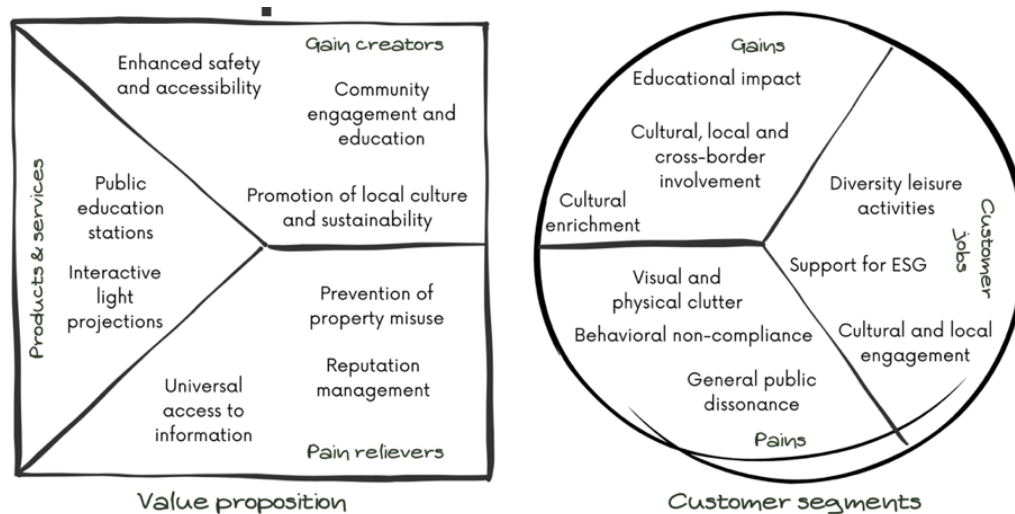 Gain creators
Enhanced safety
and accessibility
Community
engagement and
education
Promotion of local culture
and sustainability
Products & services
Public
education
stations
Interactive
light
projections
Prevention of
property misuse
Reputation
management
Universal
access to
information
Pain relievers
Value proposition
Gains
Educational impact
Cultural, local and
cross-border
involvement
Cultural
enrichment
Diversity leisure
activities
Support for ESG
Cultural and local
engagement
Customer
jobs
Visual and
physical clutter
Behavioral non-compliance
General public
dissonance
Pains
Customer segments